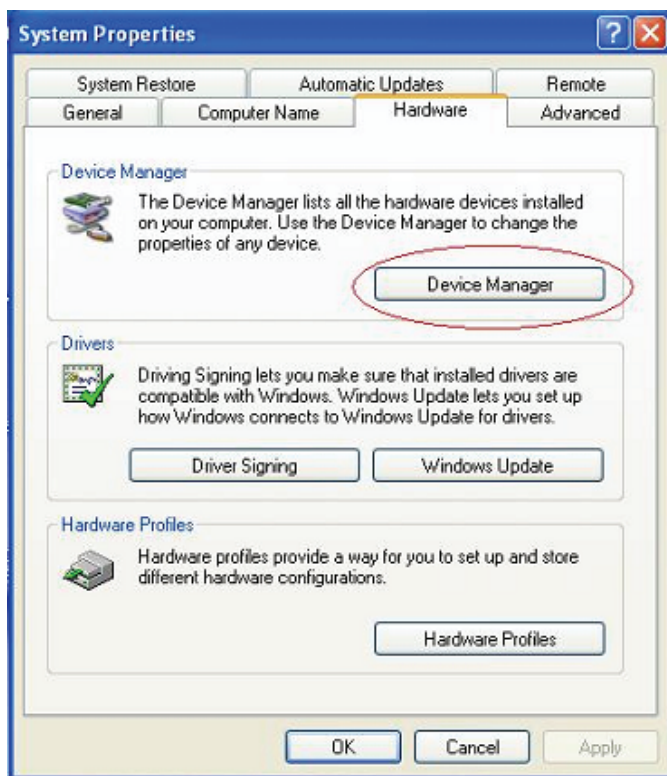 System Properties
System Restore Automatic Updates Remote
General Computer Name Hardware Advanced
Device Manager
The Device Manager lists all the hardware devices installed
on your computer. Use the Device Manager to change the
properties of any device.
Device Manager
Drivers
Driving Signing lets you make sure that installed drivers are
compatible with Windows. Windows Update lets you set up
how Windows connects to Windows Update for drivers.
Driver Signing Windows Update
Hardware Profiles
Hardware profiles provide a way for you to set up and store
different hardware configurations.
Hardware Profiles
OK Cancel Apply